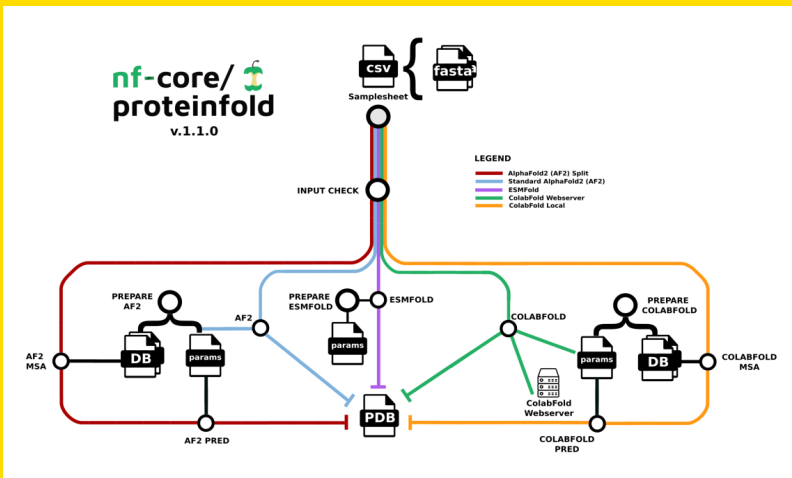 nf-core/
proteinfold
v.1.1.0
csv
fasta
Samplesheet
INPUT CHECK
LEGEND
AlphaFold2 (AF2) Split
Standard AlphaFold2 (AF2)
ESMFold
ColabFold Webserver
ColabFold Local
PREPARE
AF2
AF2
PREPARE
ESMFOLD
ESMFOLD
COLABFOLD
PREPARE
COLABFOLD
AF2
MSA
DB
params
params
params
DB
COLABFOLD
MSA
ColabFold
Webserver
PDB
AF2 PRED
COLABFOLD
PRED